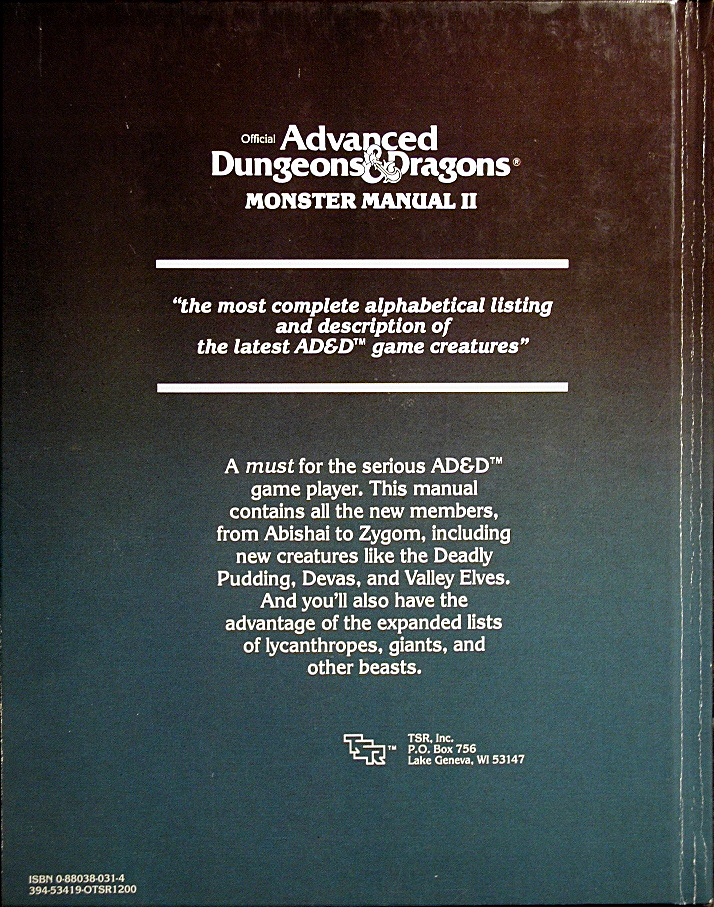 Official Advanced
Dungeons & Dragons®
MONSTER MANUAL II
"the most complete alphabetical listing
and description of
the latest AD&D™ game creatures"
A must for the serious AD&D™
game player. This manual
contains all the new members,
from Abishai to Zygom, including
new creatures like the Deadly
Pudding, Devas, and Valley Elves.
And you'll also have the
advantage of the expanded lists
of lycanthropes, giants, and
other beasts.
TSR™
TSR, Inc.
P.O. Box 756
Lake Geneva, WI 53147
ISBN 0-88038-031-4
394-53419-OTSR1200